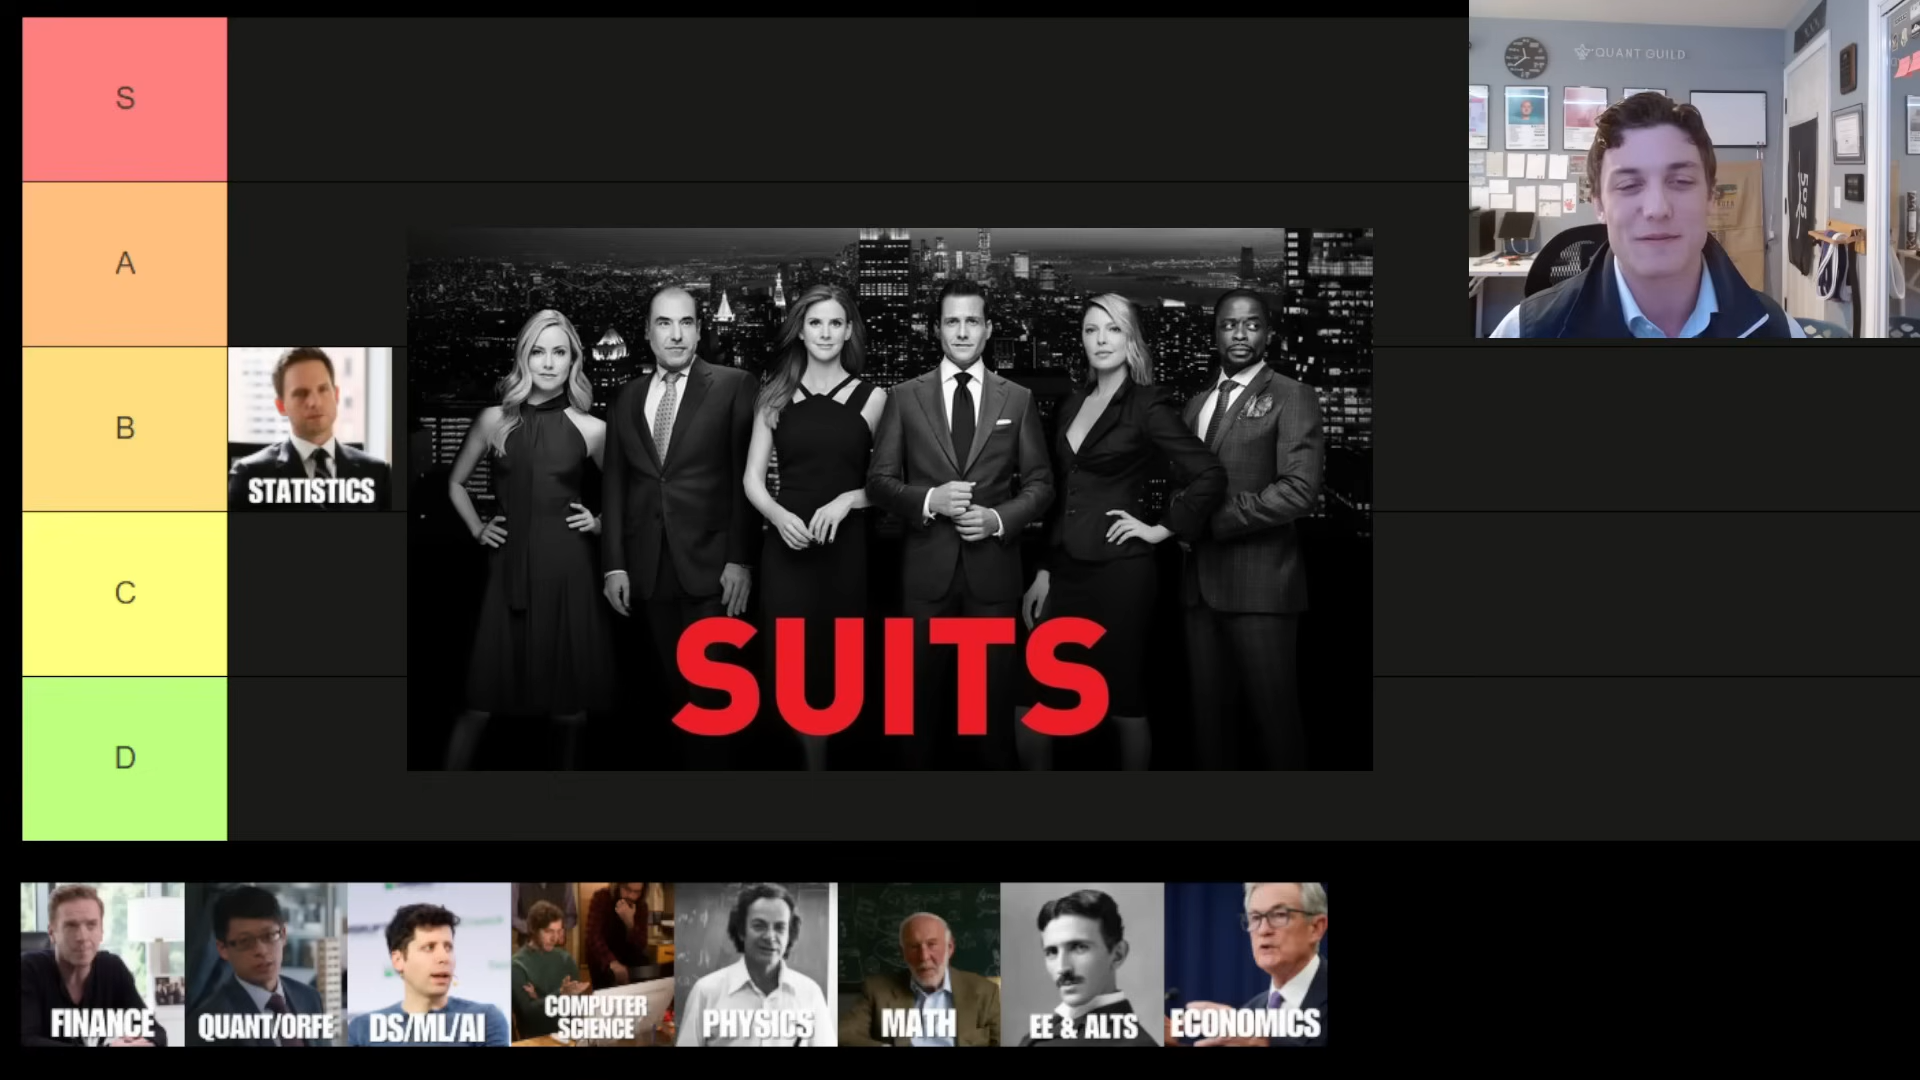 S
QUANT GUILD
A
B
STATISTICS
C
SUITS
D
FINANCE
QUANT/ORFE
DS/ML/AI
COMPUTER
SCIENCE
PHYSICS
MATH
EE & ALTS
ECONOMICS